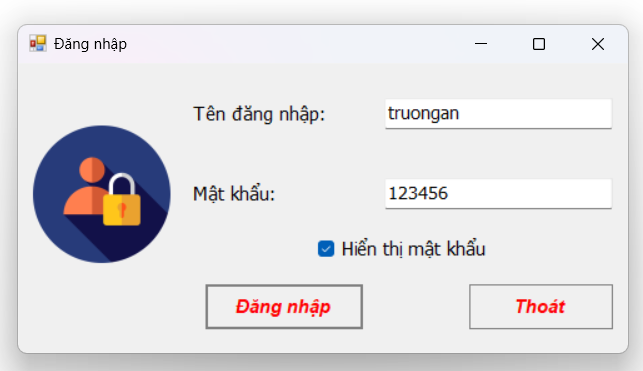 Đăng nhập
Tên đăng nhập: truongan
Mật khẩu: 123456
Hiển thị mật khẩu
Đăng nhập Thoát